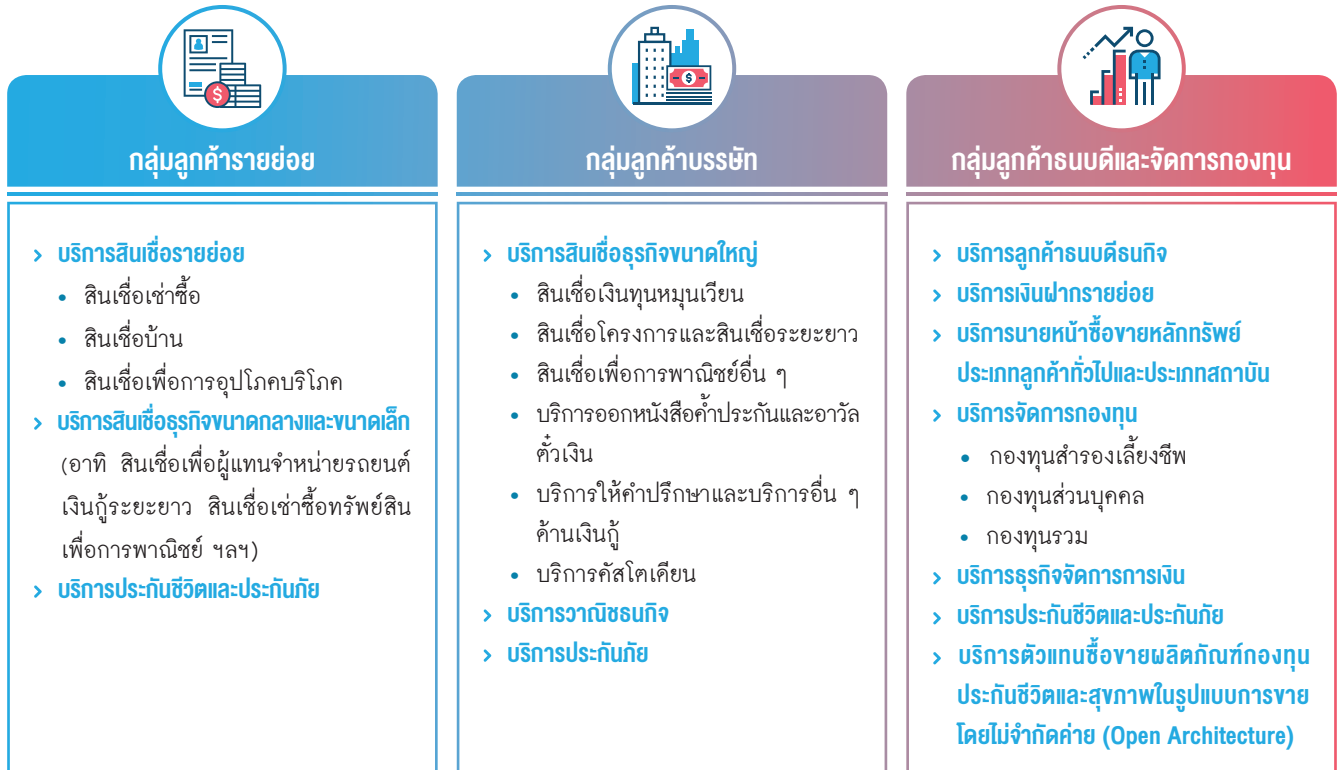 กลุ่มลูกค้ารายย่อย
> บริการสินเชื่อรายย่อย
• สินเชื่อเช่าซื้อ
• สินเชื่อบ้าน
• สินเชื่อเพื่อการอุปโภคบริโภค
> บริการสินเชื่อธุรกิจขนาดกลางและขนาดเล็ก
(อาทิ สินเชื่อเพื่อผู้แทนจำหน่ายรถยนต์
เงินกู้ระยะยาว สินเชื่อเช่าซื้อทรัพย์สิน
เพื่อการพาณิชย์ ฯลฯ)
> บริการประกันชีวิตและประกันภัย
กลุ่มลูกค้าบรรษัท
> บริการสินเชื่อธุรกิจขนาดใหญ่
• สินเชื่อเงินทุนหมุนเวียน
• สินเชื่อโครงการและสินเชื่อระยะยาว
• สินเชื่อเพื่อการพาณิชย์อื่น ๆ
• บริการออกหนังสือค้ำประกันและอาวัล
ตั๋วเงิน
• บริการให้คำปรึกษาและบริการอื่น ๆ
ด้านเงินกู้
• บริการคัสโตเดียน
> บริการวาณิชธนกิจ
> บริการประกันภัย
กลุ่มลูกค้าธนบดีและจัดการกองทุน
> บริการลูกค้าธนบดีธนกิจ
> บริการเงินฝากรายย่อย
> บริการนายหน้าซื้อขายหลักทรัพย์
ประเภทลูกค้าทั่วไปและประเภทสถาบัน
> บริการจัดการกองทุน
• กองทุนสำรองเลี้ยงชีพ
• กองทุนส่วนบุคคล
• กองทุนรวม
> บริการธุรกิจจัดการการเงิน
> บริการประกันชีวิตและประกันภัย
> บริการตัวแทนซื้อขายผลิตภัณฑ์กองทุน
ประกันชีวิตและสุขภาพในรูปแบบการขาย
โดยไม่จำกัดค่าย (Open Architecture)